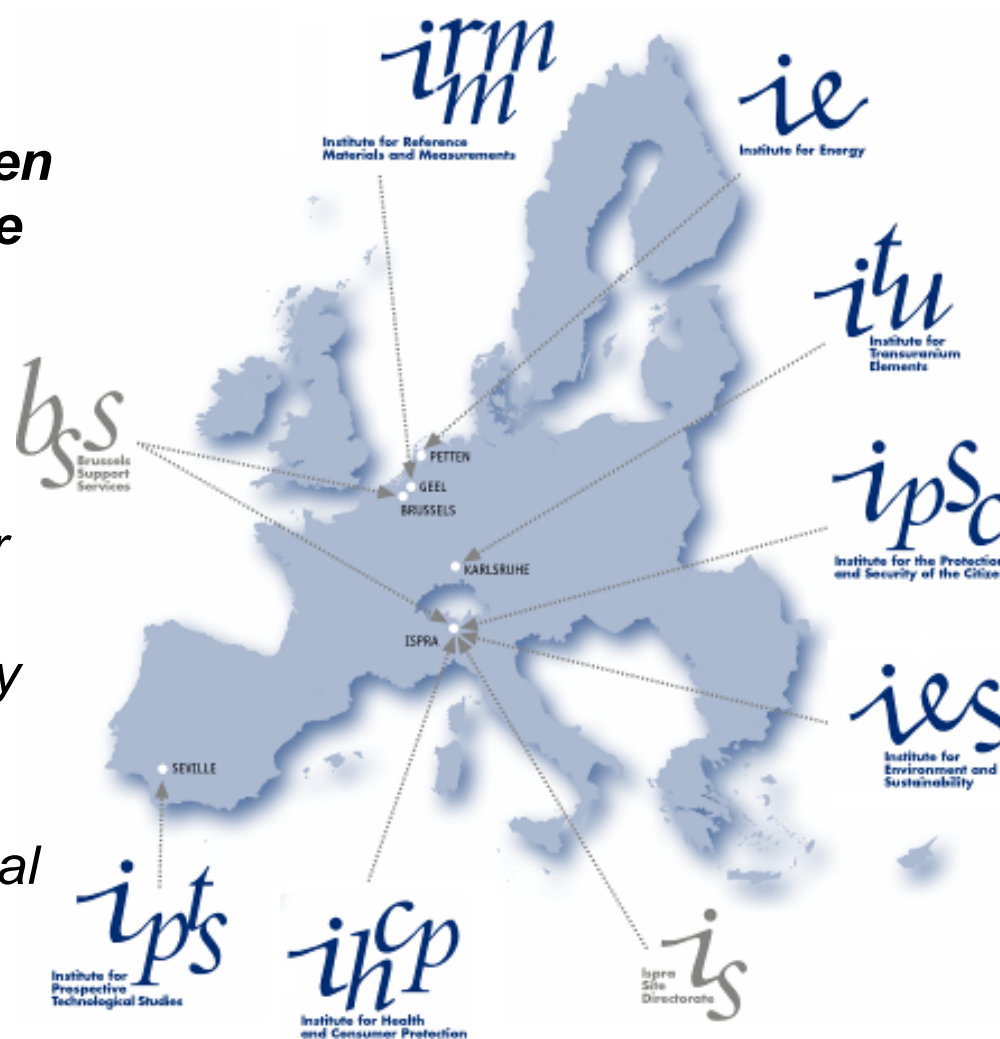 irmm
Institute for Reference
Materials and Measurements
ie
Institute for Energy
en
e
itu
Institute for
Transuranium
Elements
bss
Brussels
Support
Services
PETTEN
GEEL
BRUSSELS
ipsc
Institute for the Protection
and Security of the Citize
r
KARLSRUHE
ISPRA
y
ies
Institute for
Environment and
Sustainability
SEVILLE
al
ipts
Institute for
Prospective
Technological Studies
ihcp
Institute for Health
and Consumer Protection
is
Ispra
Site
Directorate